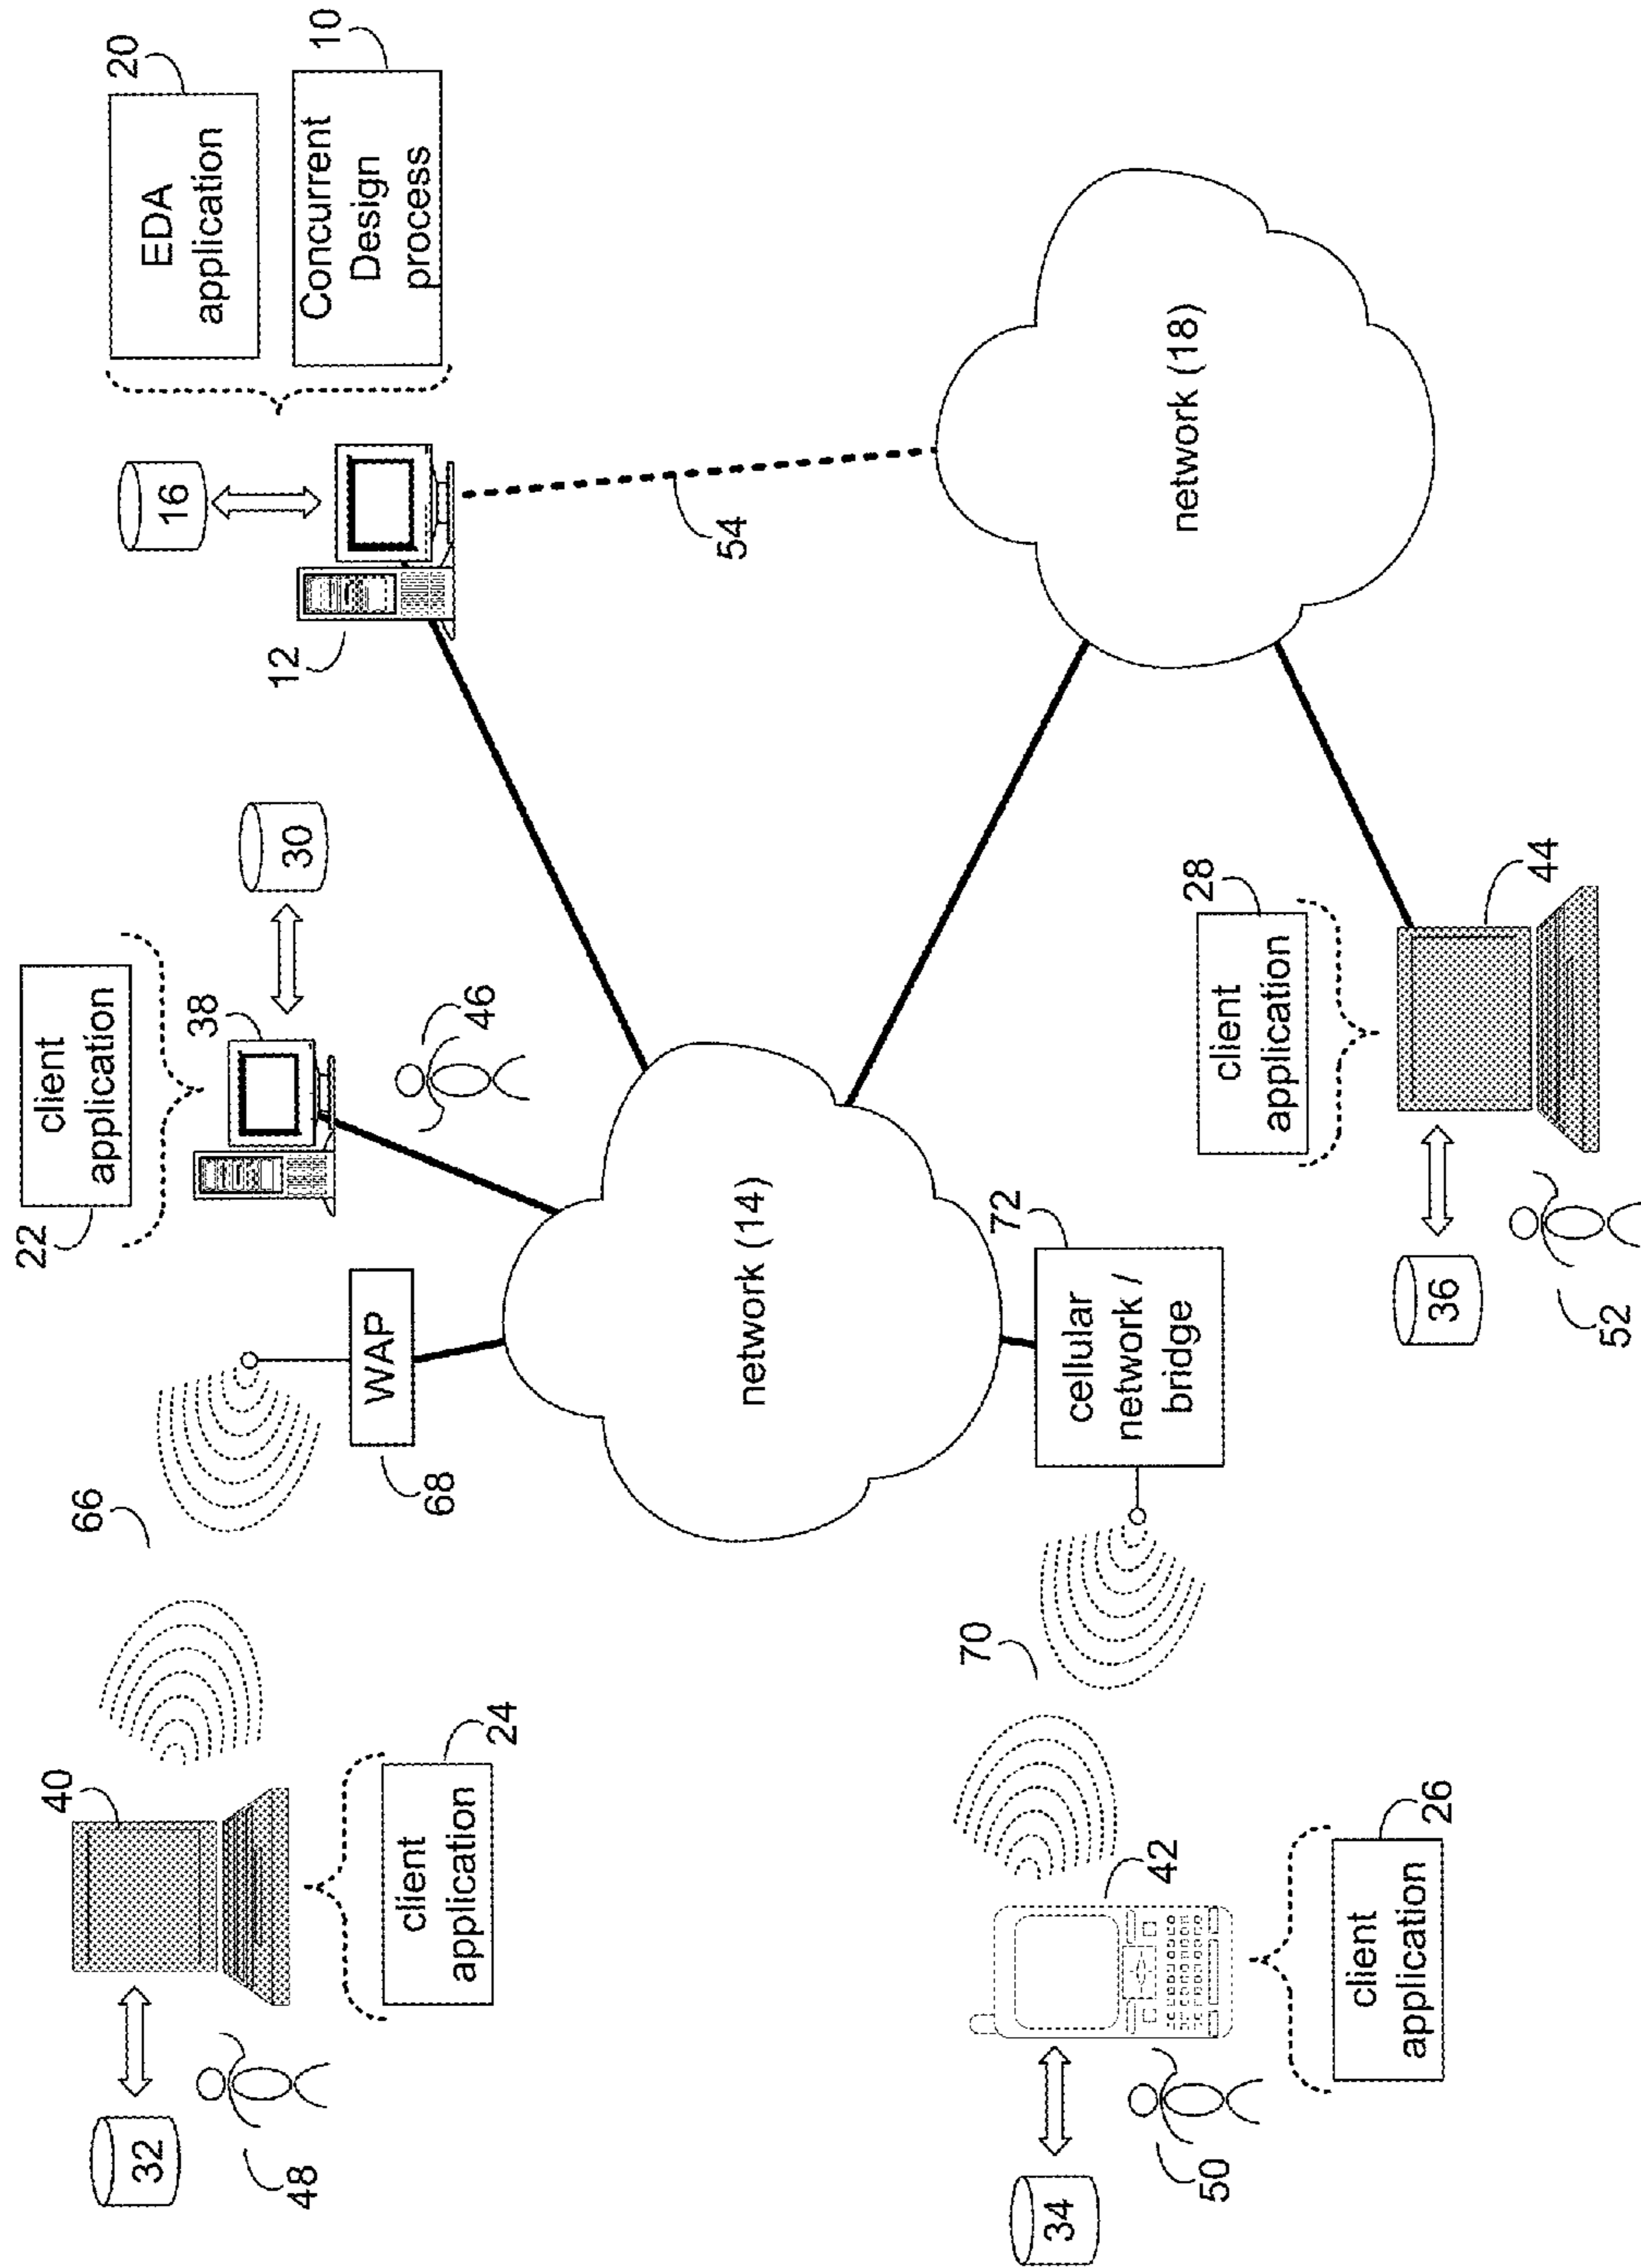 40
66
22
client
application
20
EDA
application
32
16
38
30
48
12
10
Concurrent
Design
process
24
client
application
68
WAP
46
54
network (14)
70
72
cellular
network /
bridge
34
42
50
network (18)
28
client
application
26
client
application
36
44
52